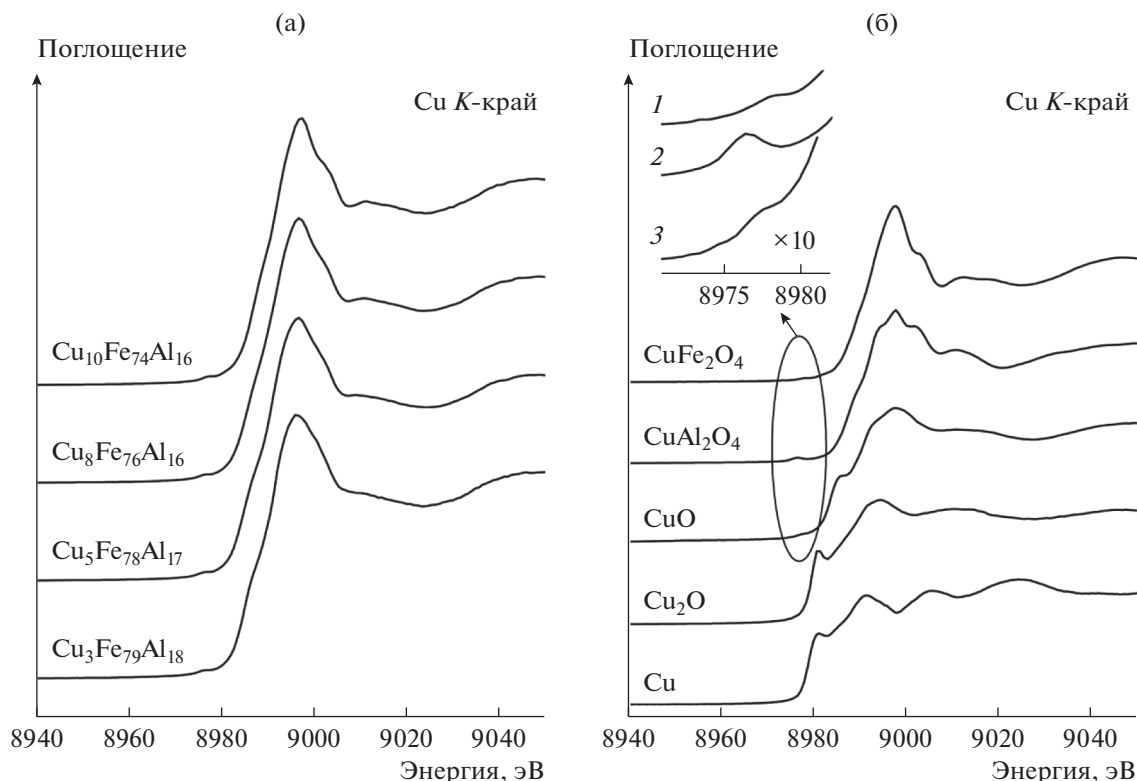 (а)
Поглощение
Cu K-край
Cu₁₀Fe₇₄Al₁₆
Cu₈Fe₇₆Al₁₆
Cu₅Fe₇₈Al₁₇
Cu₃Fe₇₉Al₁₈
8940 8960 8980 9000 9020 9040
Энергия, эВ
(б)
Поглощение
Cu K-край
1
2
3
×10
8975 8980
CuFe₂O₄
CuAl₂O₄
CuO
Cu₂O
Cu
8940 8960 8980 9000 9020 9040
Энергия, эВ